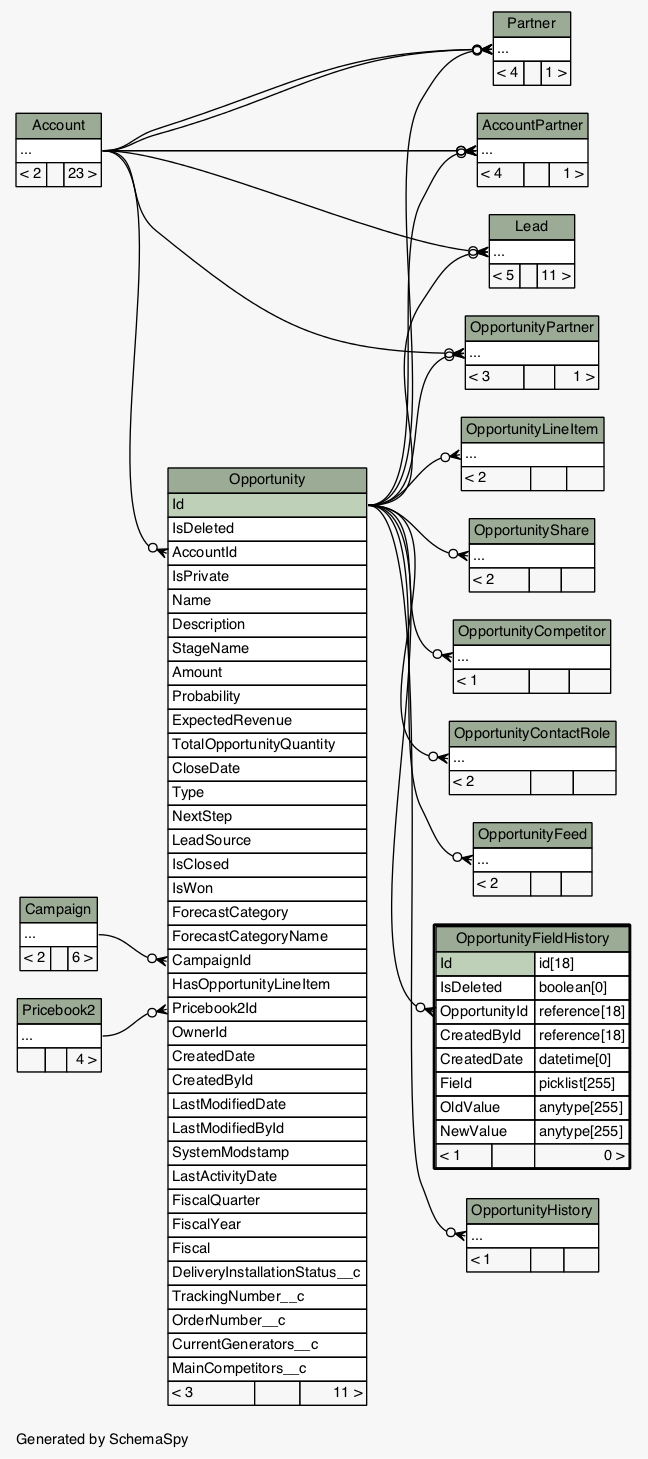 Partner
...
< 4 1 >
Account
...
< 2 23 >
AccountPartner
...
< 4 1 >
Lead
...
< 5 11 >
OpportunityPartner
...
< 3 1 >
OpportunityLineItem
...
< 2
Opportunity
Id
IsDeleted
AccountId
IsPrivate
Name
Description
StageName
Amount
Probability
ExpectedRevenue
TotalOpportunityQuantity
CloseDate
Type
NextStep
LeadSource
IsClosed
IsWon
ForecastCategory
ForecastCategoryName
CampaignId
HasOpportunityLineItem
Pricebook2Id
OwnerId
CreatedDate
CreatedById
LastModifiedDate
LastModifiedById
SystemModstamp
LastActivityDate
FiscalQuarter
FiscalYear
Fiscal
DeliveryInstallationStatus__c
TrackingNumber__c
OrderNumber__c
CurrentGenerators__c
MainCompetitors__c
< 3 11 >
OpportunityShare
...
< 2
OpportunityCompetitor
...
< 1
OpportunityContactRole
...
< 2
OpportunityFeed
...
< 2
Campaign
...
< 2 6 >
Pricebook2
...
4 >
OpportunityFieldHistory
Id id[18]
IsDeleted boolean[0]
OpportunityId reference[18]
CreatedById reference[18]
CreatedDate datetime[0]
Field picklist[255]
OldValue anytype[255]
NewValue anytype[255]
< 1 0 >
OpportunityHistory
...
< 1
Generated by SchemaSpy